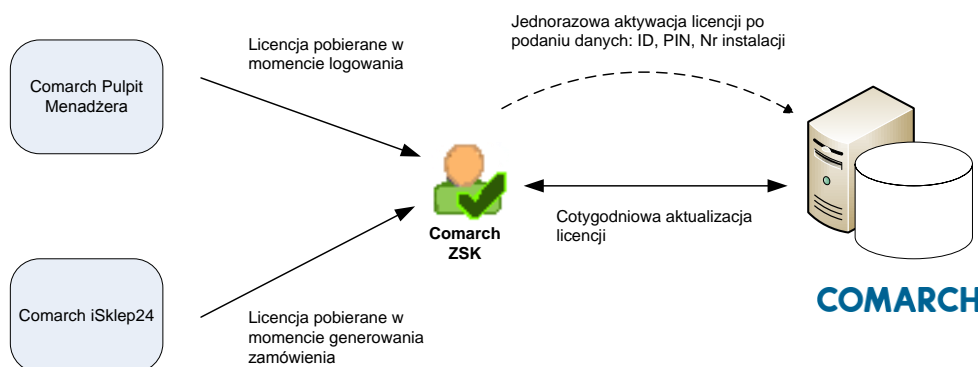 Comarch Pulpit
Menadżera
Licencja pobierane w
momencie logowania
Jednorazowa aktywacja licencji po
podaniu danych: ID, PIN, Nr instalacji
Comarch
ZSK
Cotygodniowa aktualizacja
licencji
COMARCH
Comarch iSklep24
Licencja pobierane w
momencie generowania
zamówienia